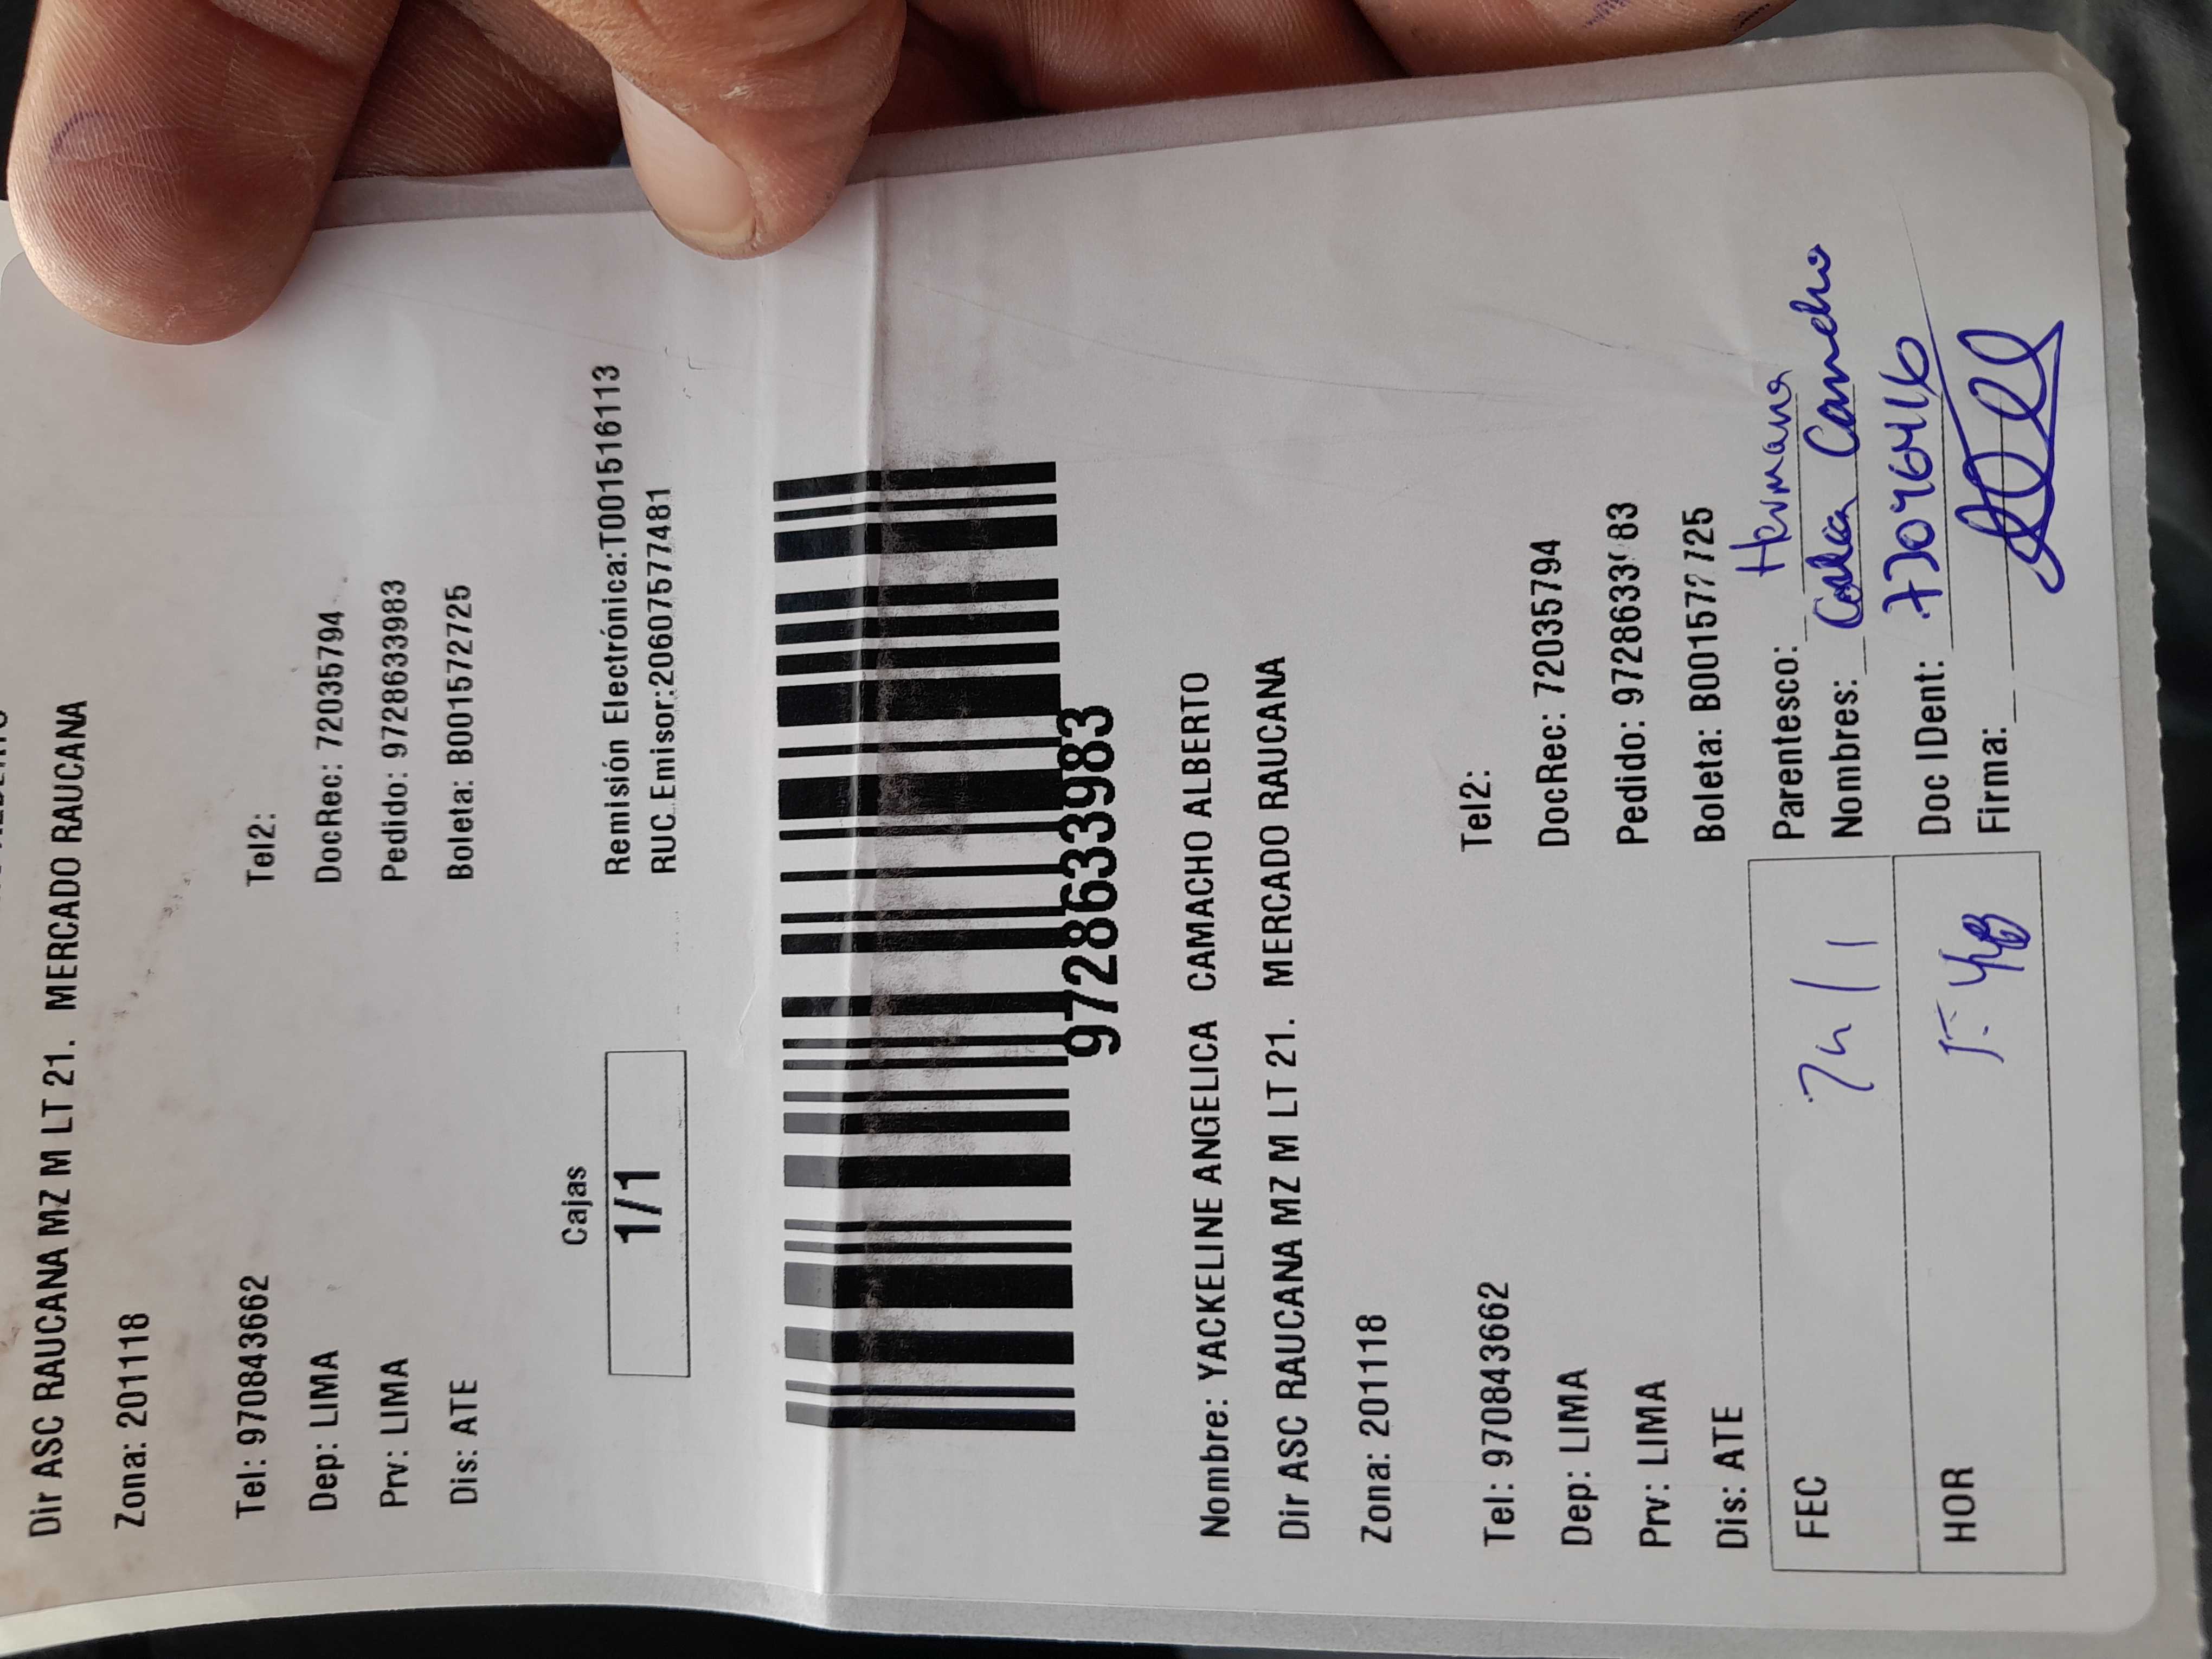 Dir ASC RAUCANA MZ M LT 21. MERCADO RAUCANA
Zona: 201118
Tel: 970843662 Tel2:
Dep: LIMA DocRec: 72035794
Prv: LIMA Pedido: 9728633983
Dis: ATE Boleta: B001572725
Cajas
1/1
Remisión Electrónica:T001516113
RUC.Emisor:20607577481
9728633983
Nombre: YACKELINE ANGELICA CAMACHO ALBERTO
Dir ASC RAUCANA MZ M LT 21. MERCADO RAUCANA
Zona: 201118
Tel: 970843662 Tel2:
Dep: LIMA DocRec: 72035794
Prv: LIMA Pedido: 9728633983
Dis: ATE Boleta: B001572725
Parentesco: Hermana
Nombres: Camacho
FEC
Doc IDent:
HOR
Firma: